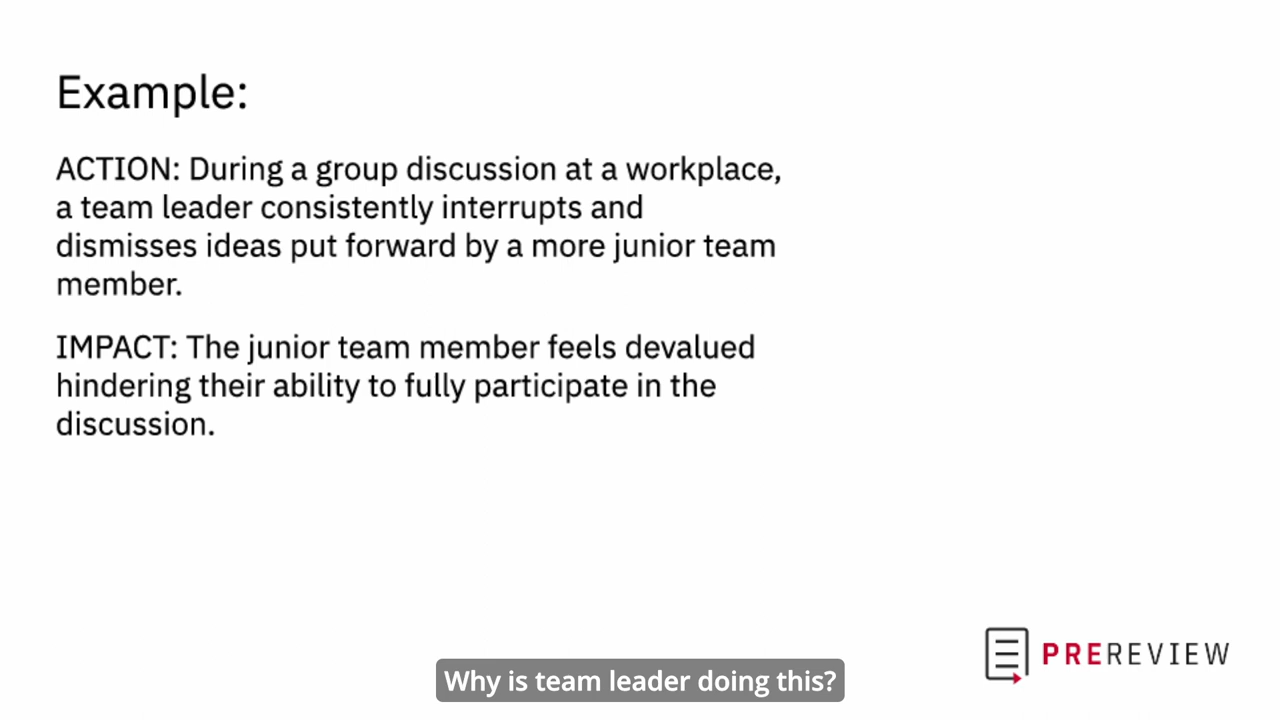 Example:
ACTION: During a group discussion at a workplace,
a team leader consistently interrupts and
dismisses ideas put forward by a more junior team
member.
IMPACT: The junior team member feels devalued
hindering their ability to fully participate in the
discussion.
PREREVIEW
Why is team leader doing this?